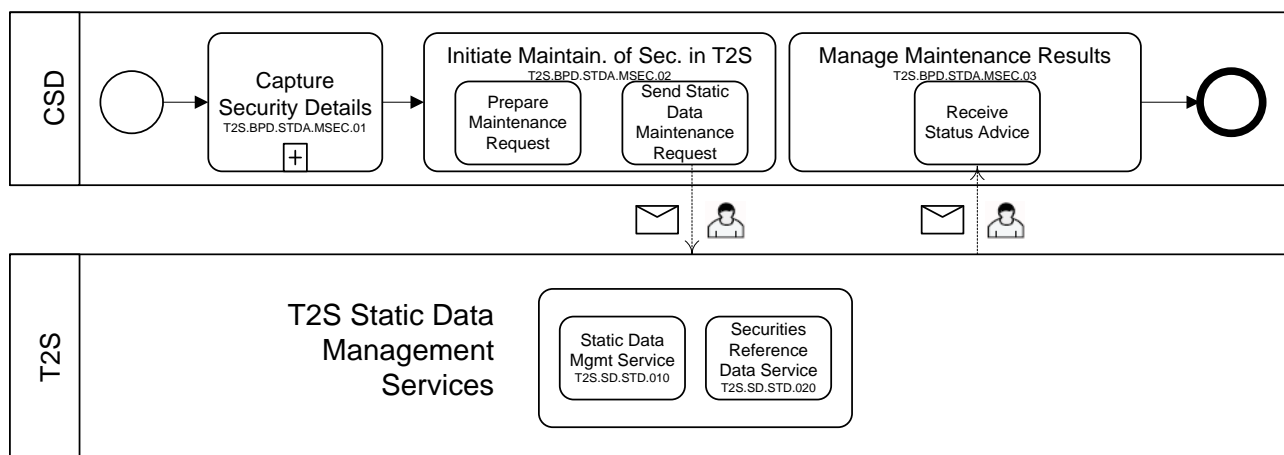 CSD
Capture
Security Details
T2S.BPD.STDA.MSEC.01
Initiate Maintain. of Sec. in T2S
T2S.BPD.STDA.MSEC.02
Prepare
Maintenance
Request
Send Static
Data
Maintenance
Request
Manage Maintenance Results
T2S.BPD.STDA.MSEC.03
Receive
Status Advice
T2S
T2S Static Data
Management
Services
Static Data
Mgmt Service
T2S.SD.STD.010
Securities
Reference
Data Service
T2S.SD.STD.020